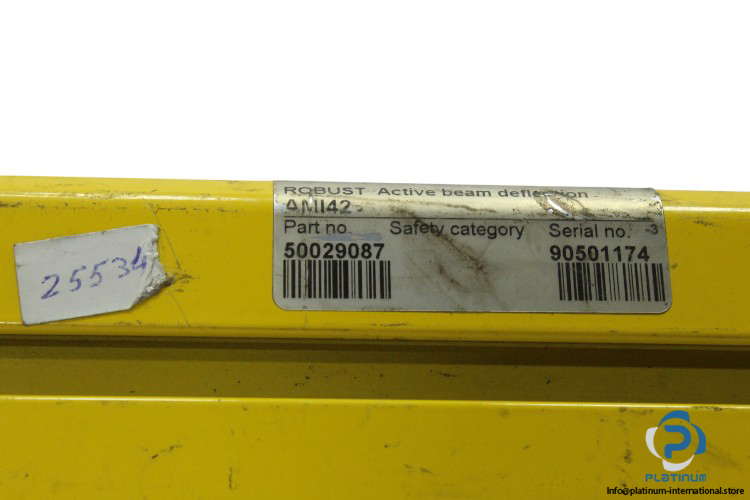 ROBUST Active beam deflection
AMI42
Part no. Safety category Serial no. -3
50029087 90501174
25534
PLATINUM
Info@platinum-international.store